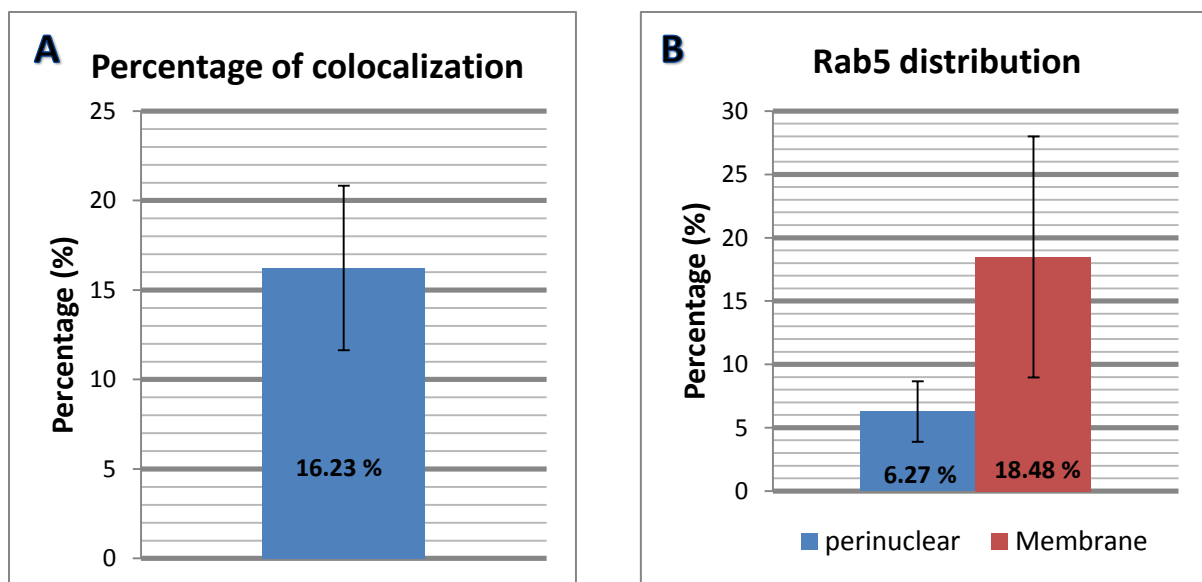 A
Percentage of colocalization
Percentage (%)
25
20
15
10
5
0
16.23 %
B
Rab5 distribution
Percentage (%)
30
25
20
15
10
5
0
6.27 %
18.48 %
perinuclear
Membrane